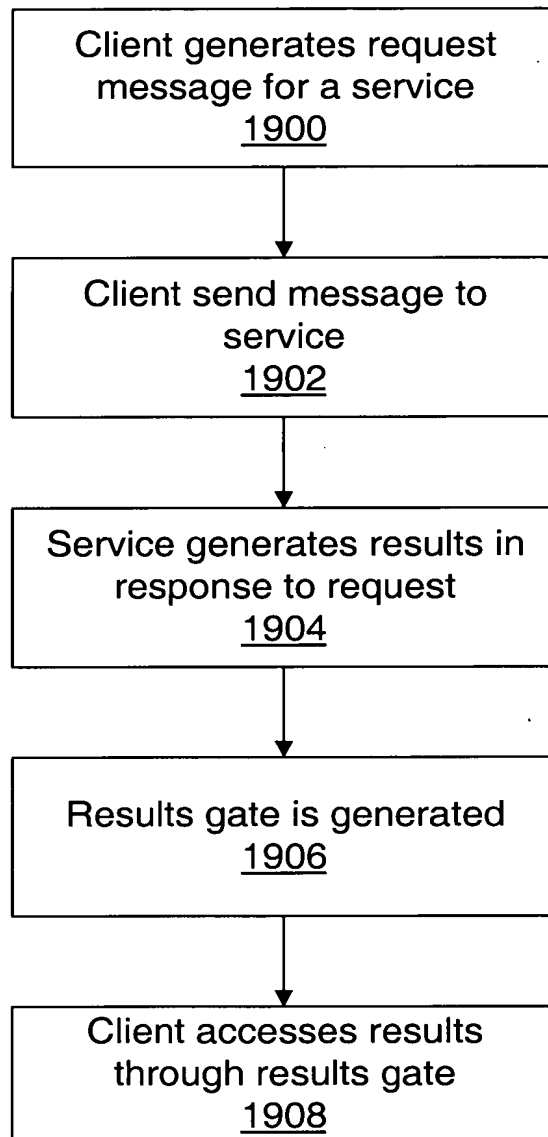 Client generates request
message for a service
1900
Client send message to
service
1902
Service generates results in
response to request
1904
Results gate is generated
1906
Client accesses results
through results gate
1908